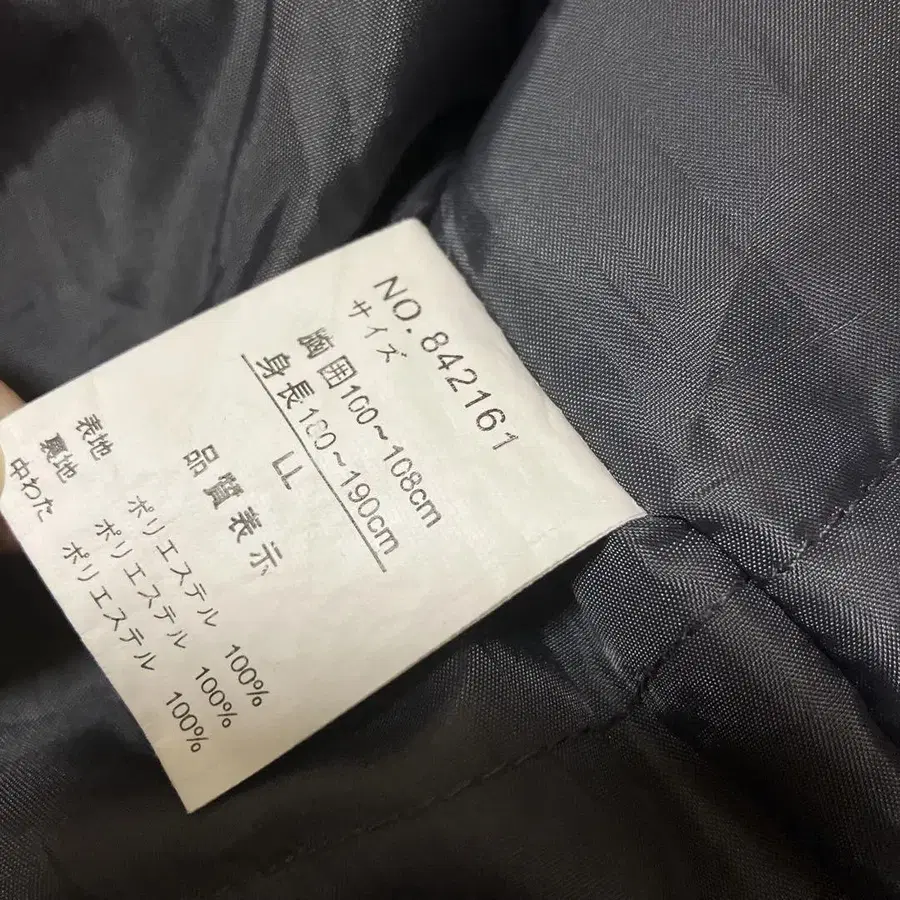 NO.842161
サイズ
胸囲100~108cm
身長180~190cm
LL
品質表示
表地 ポリエステル 100%
裏地 ポリエステル 100%
中わた ポリエステル 100%